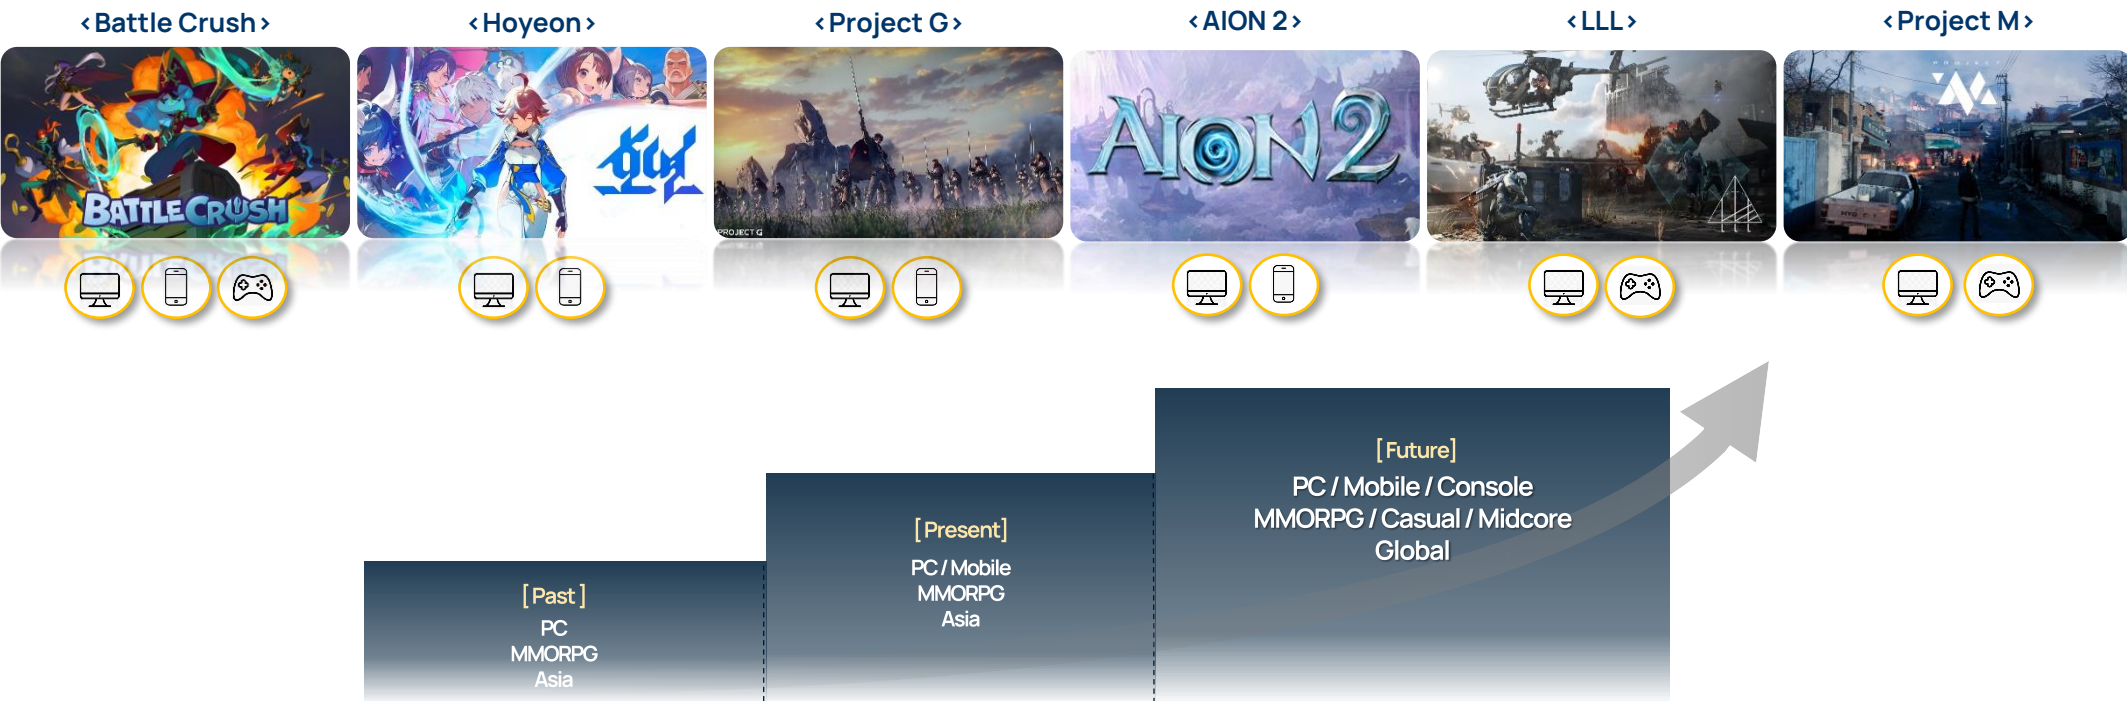 <Battle Crush>
<Hoyeon>
<Project G>
<AION 2>
<LLL>
<Project M>
BATTLE CRUSH
호연
PROJECT G
AION 2
PROJECT
M
[Past]
PC
MMORPG
Asia
[Present]
PC / Mobile
MMORPG
Asia
[Future]
PC / Mobile / Console
MMORPG / Casual / Midcore
Global